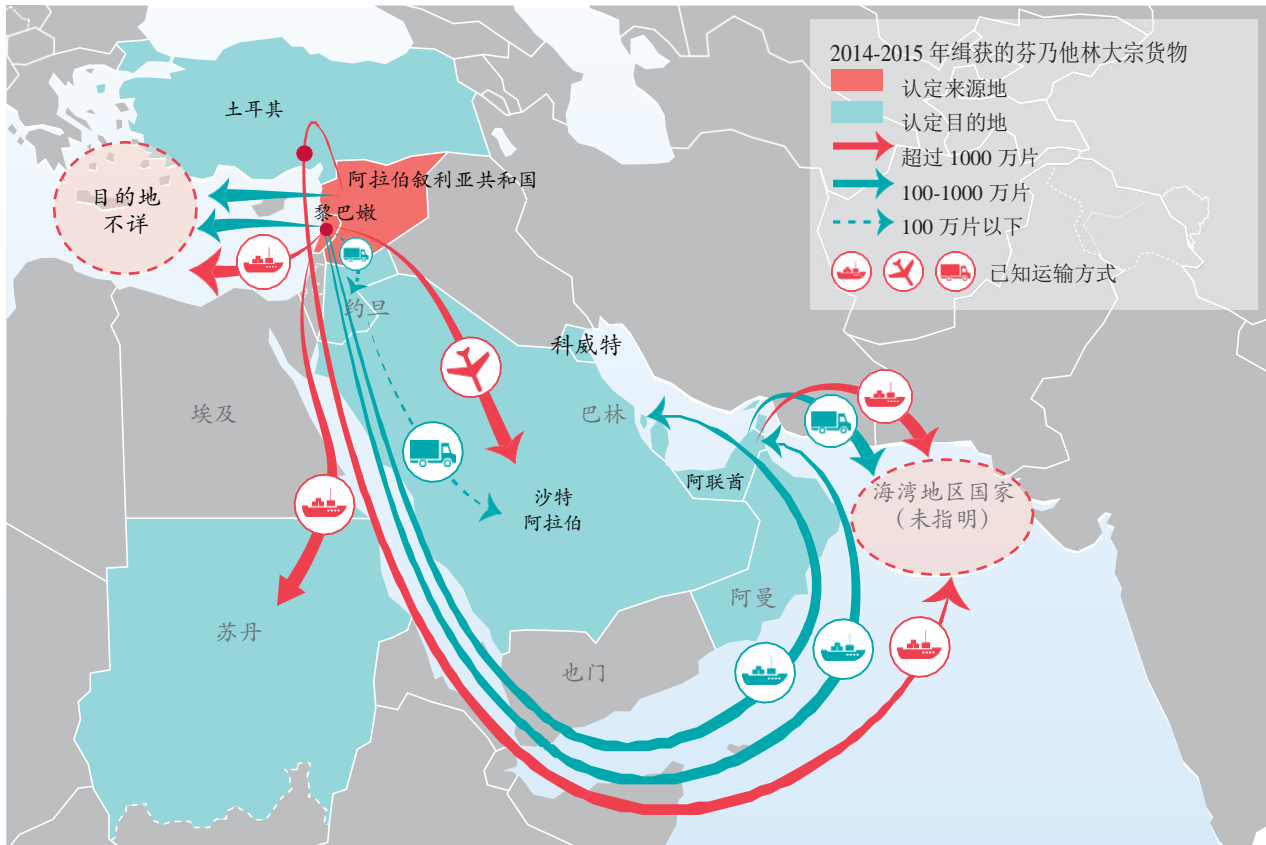 2014-2015 年缉获的芬乃他林大宗货物
认定来源地
认定目的地
超过 1000 万片
100-1000 万片
100 万片以下
已知运输方式
土耳其
阿拉伯叙利亚共和国
目的地
不详
黎巴嫩
约旦
科威特
埃及
巴林
阿联酋
海湾地区国家
（未指明）
沙特
阿拉伯
阿曼
苏丹
也门